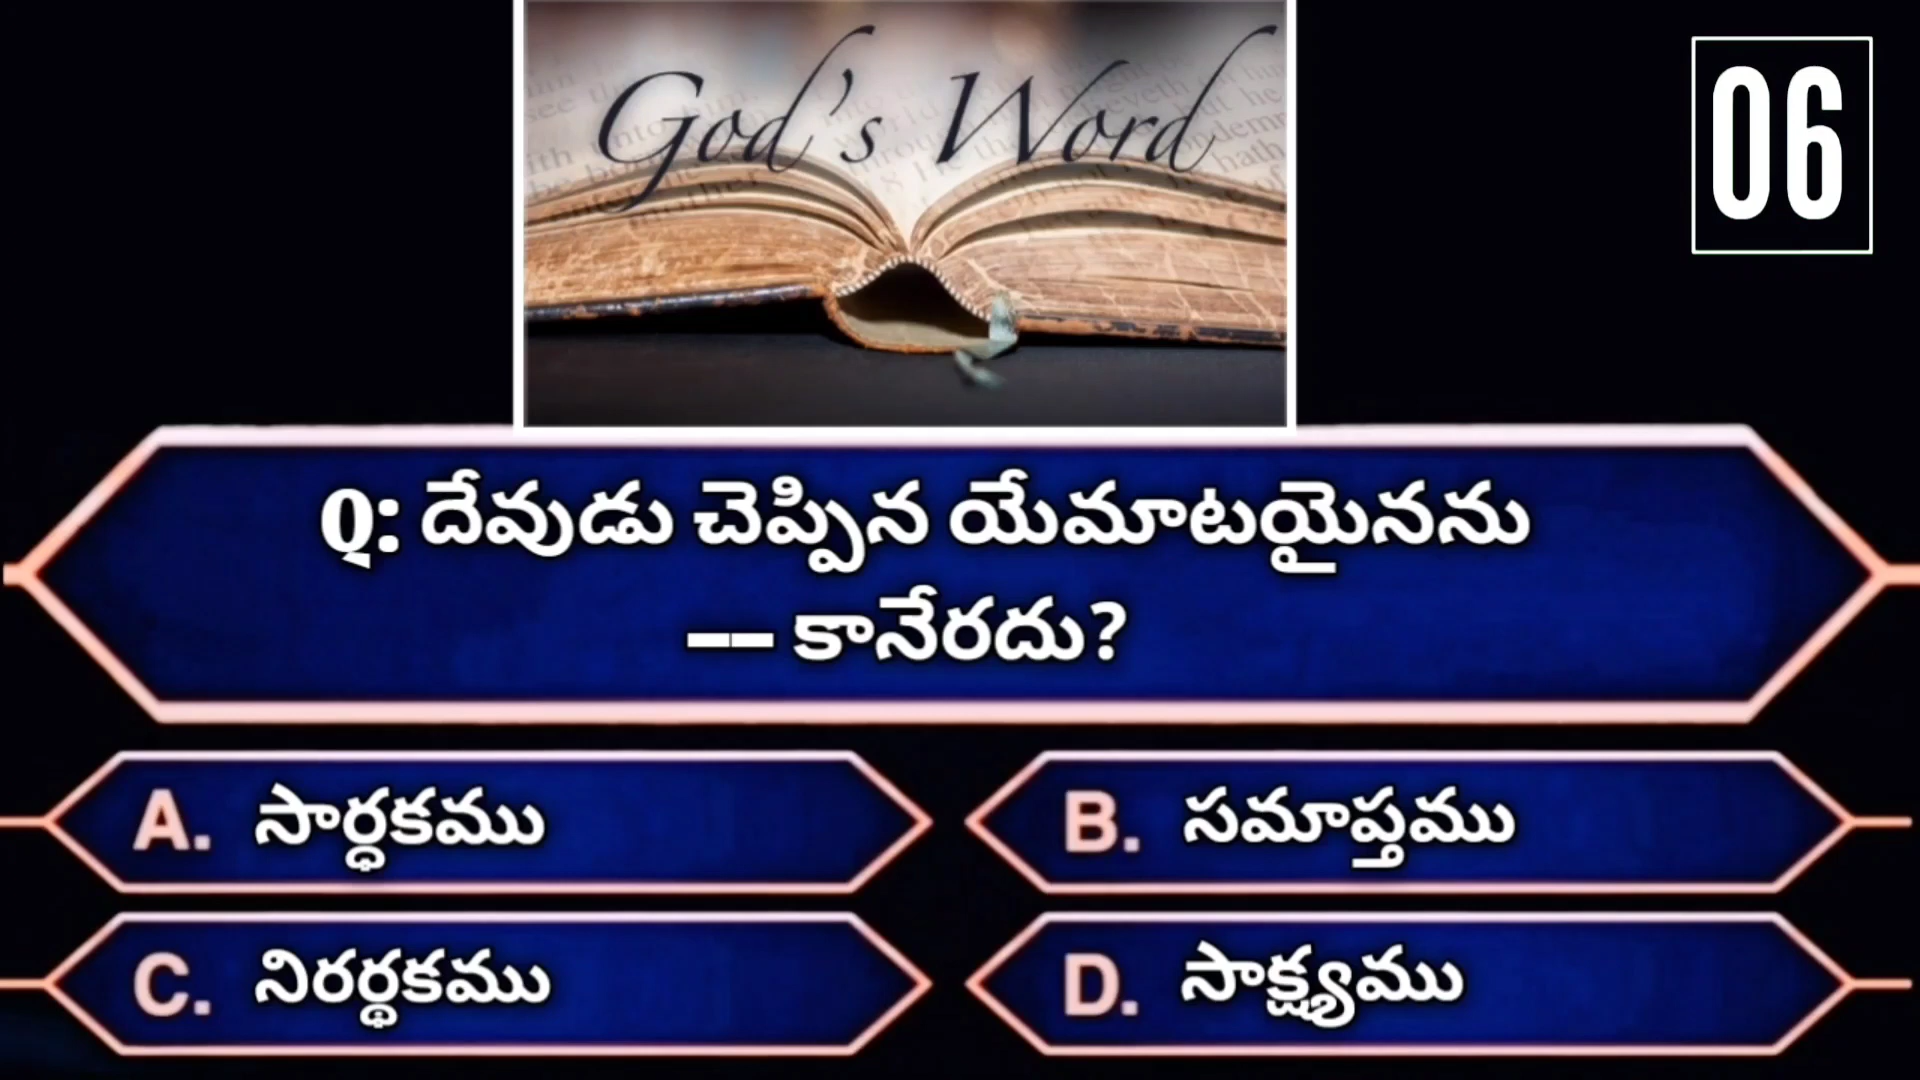 God's Word
06
Q: దేవుడు చెప్పిన యేమాటయైనను
-- కానేరదు?
A. సార్ధకము
B. సమాప్తము
C. నిరర్థకము
D. సాక్ష్యము